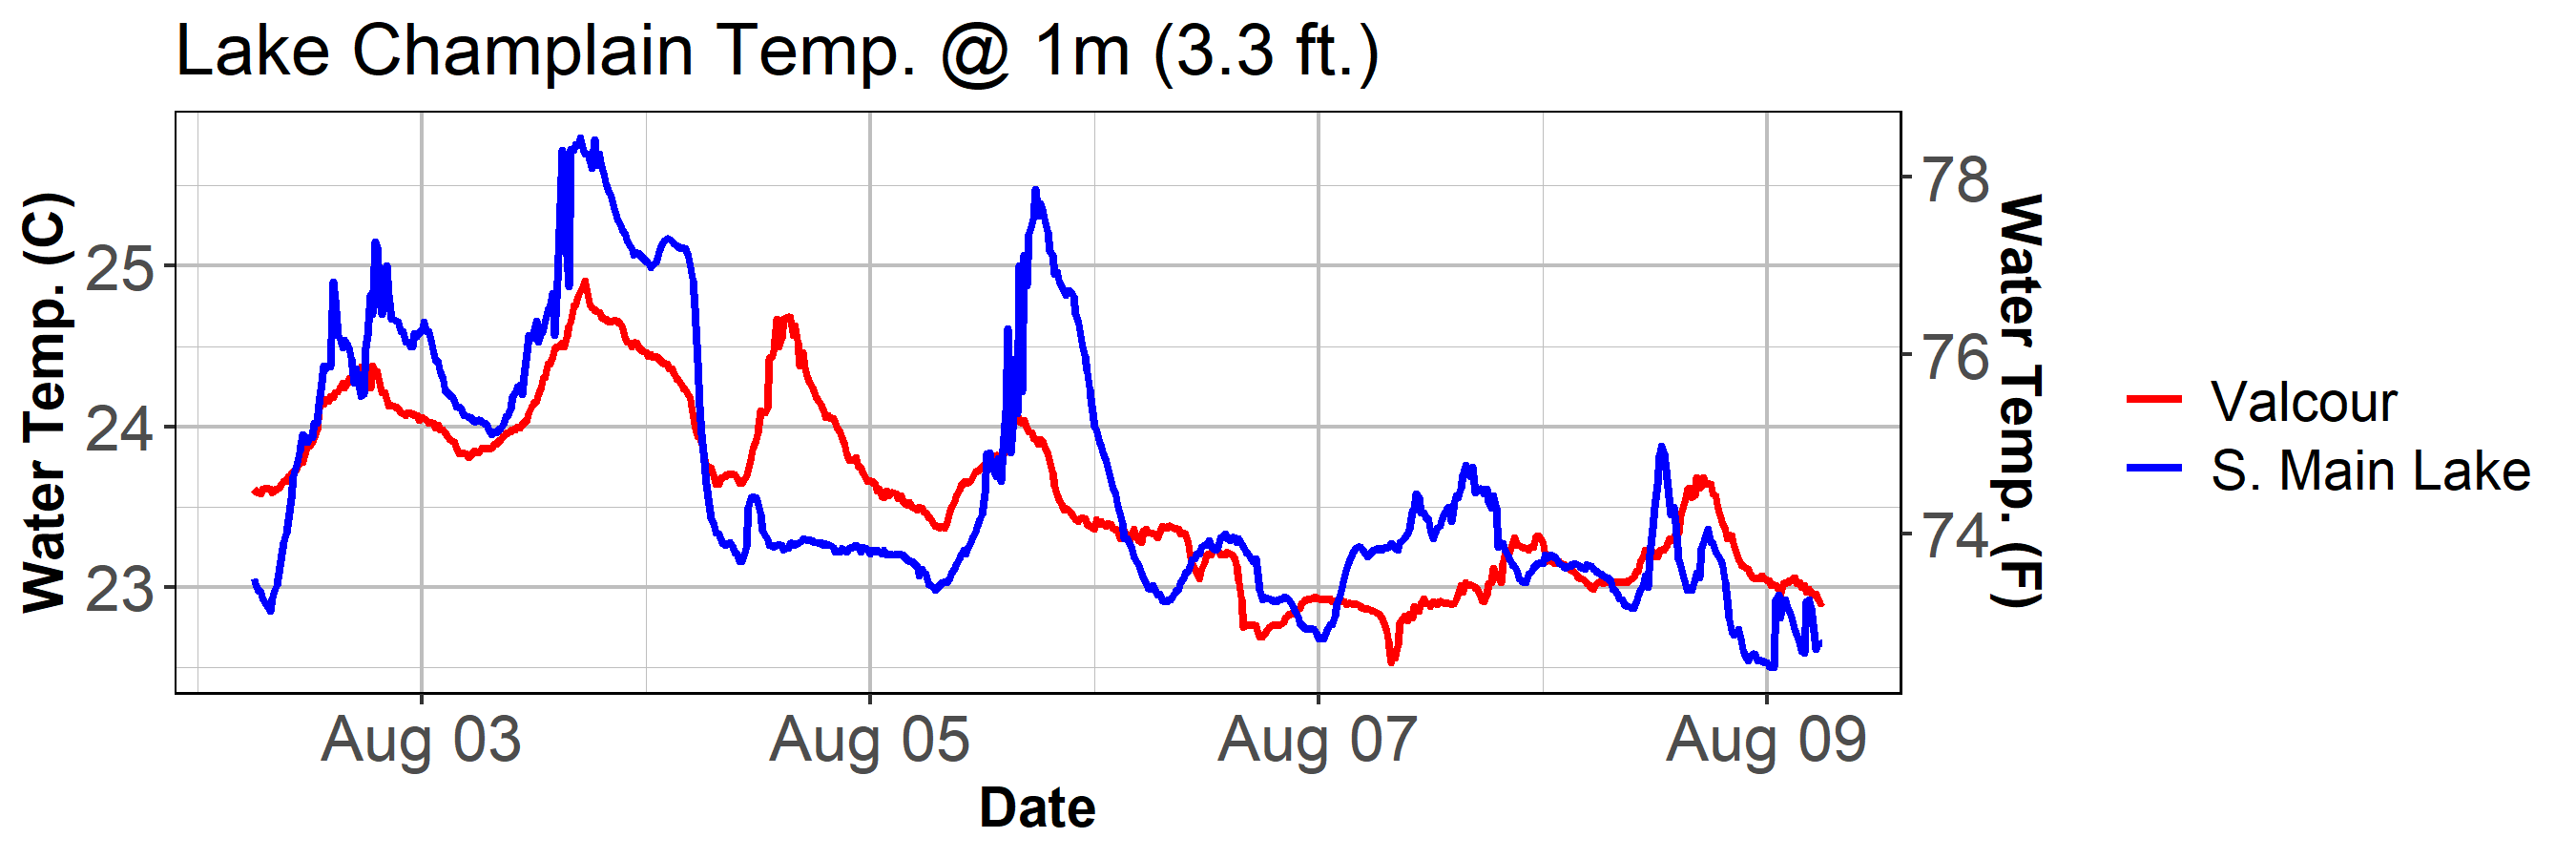 Lake Champlain Temp. @ 1m (3.3 ft.)
Water Temp. (C)
25
24
23
78
76
74
Water Temp. (F)
Aug 03
Aug 05
Aug 07
Aug 09
Date
Valcour
S. Main Lake